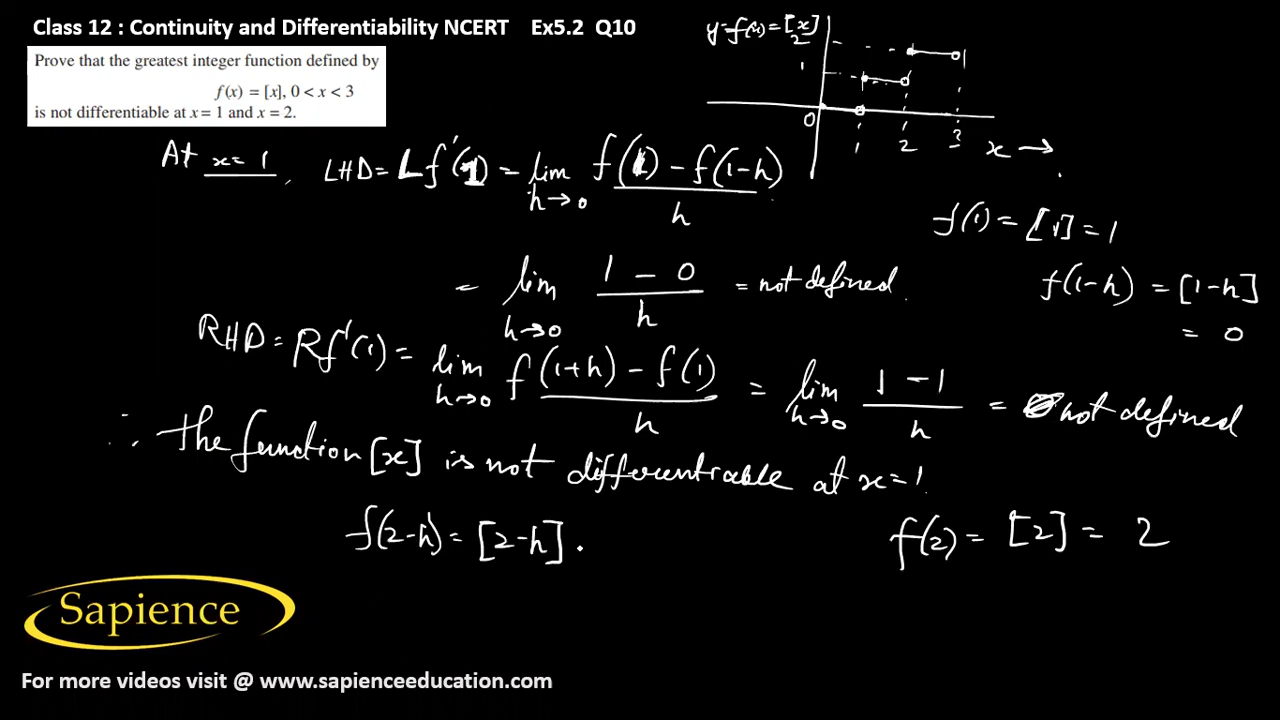 Class 12 : Continuity and Differentiability NCERT Ex5.2 Q10
Prove that the greatest integer function defined by
f(x) = [x], 0 < x < 3
is not differentiable at x = 1 and x = 2.
y=f(x)=[x]
2
1
0
1 2 3 x →
At x=1, LHD = Lf'(1) = lim h→0 f(1) - f(1-h) / h
f(1) = [1] = 1
= lim h→0 1 - 0 / h = not defined.
f(1-h) = [1-h]
= 0
RHD = Rf'(1) = lim h→0 f(1+h) - f(1) / h = lim h→0 1 - 1 / h = not defined
∴ the function [x] is not differentriable at x=1.
f(2-h) = [2-h].
f(2) = [2] = 2
Sapience
For more videos visit @ www.sapienceeducation.com